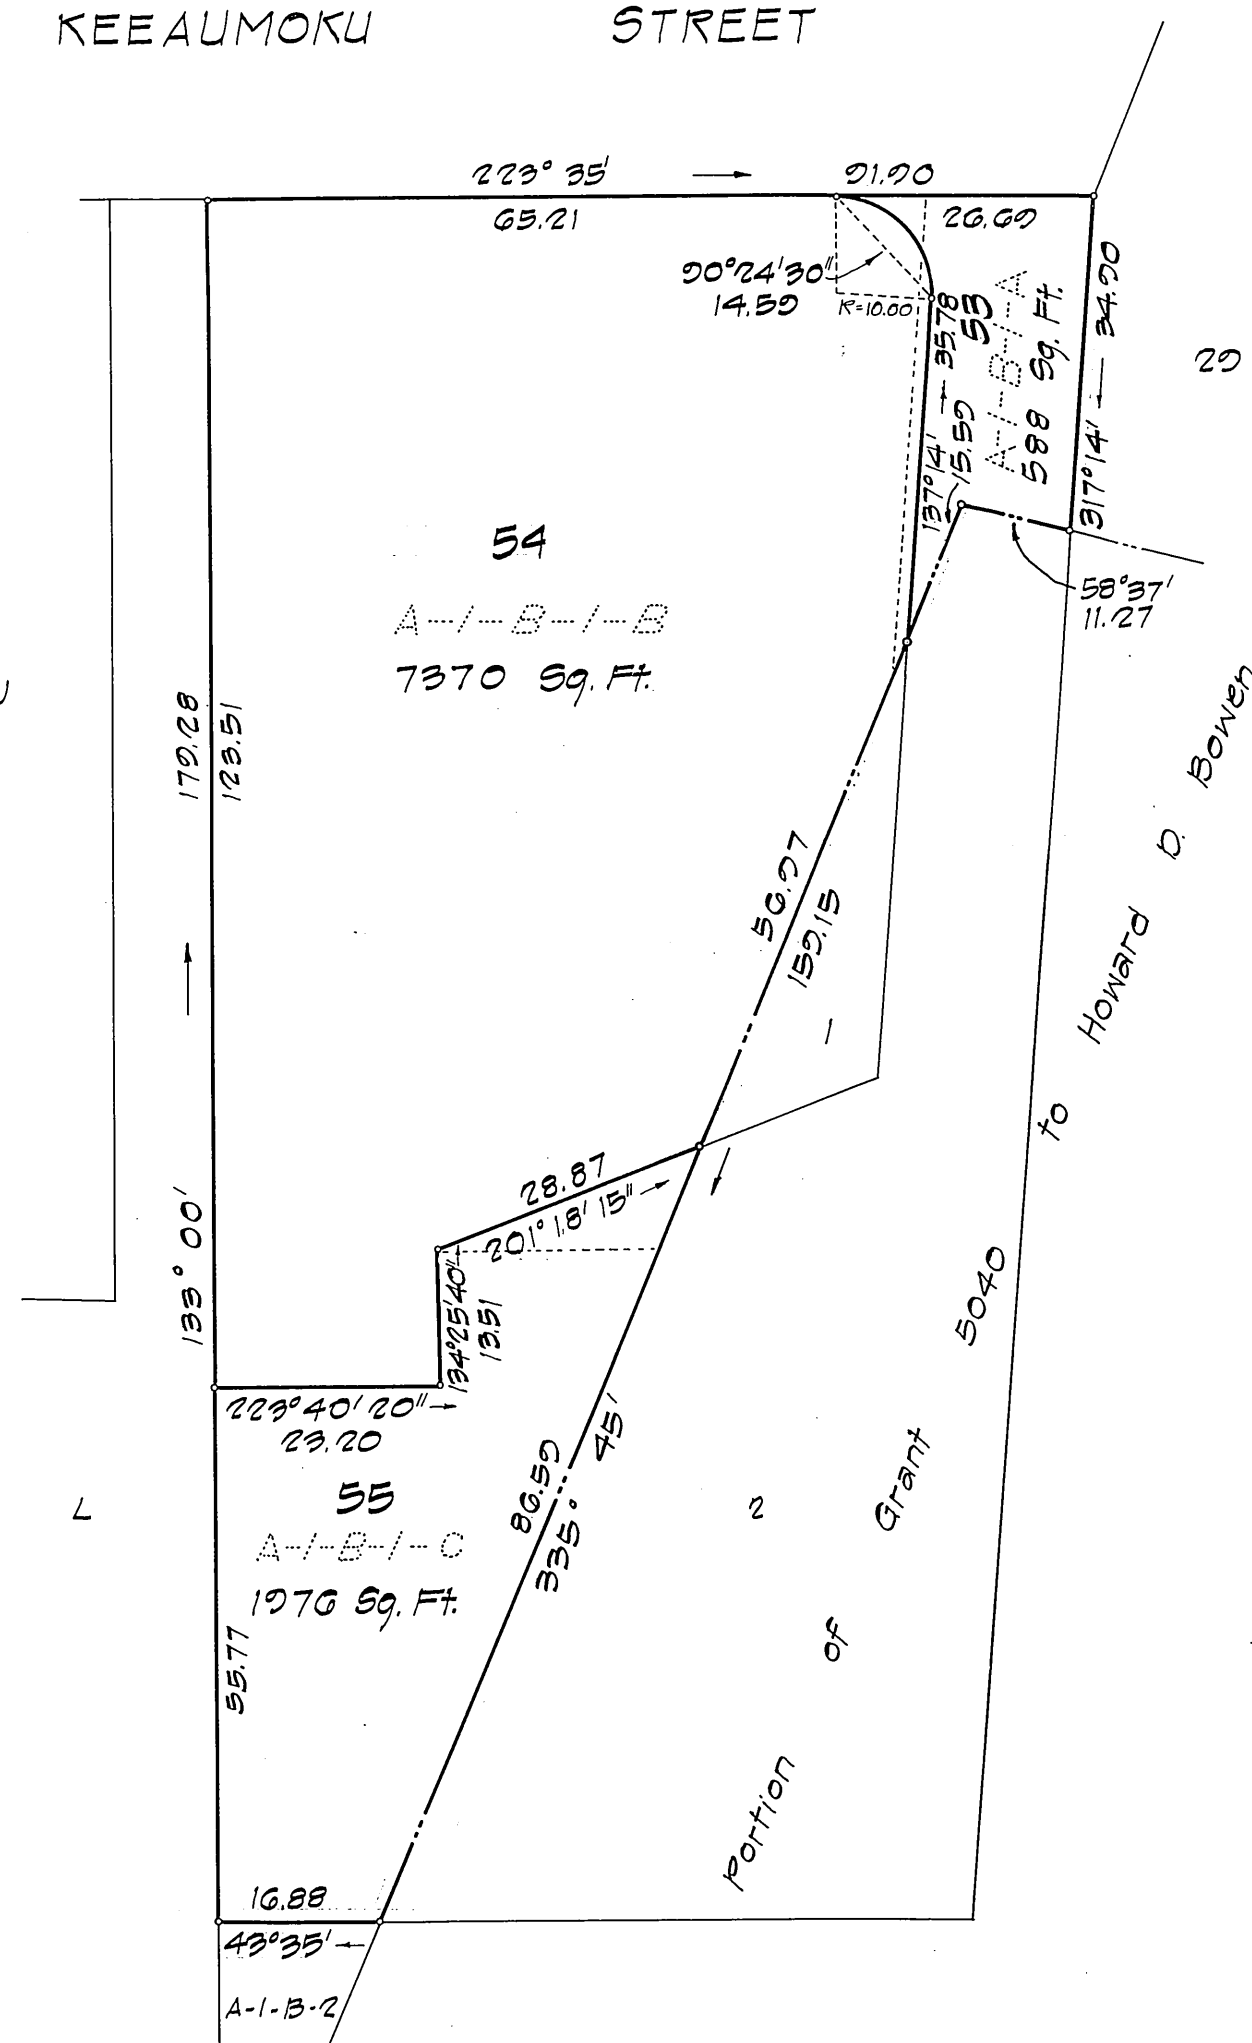 KEEAUMOKU STREET
223° 35' 91.90
65.21 26.69
90°24'30"
14.59 R=10.00
137°14' 35.78
15.59
53
A-1-B-1-A
588 Sq. Ft.
317°14' 34.90
29
58°37'
11.27
54
A-1-B-1-B
7370 Sq. Ft.
133° 00' 179.28
123.51
56.97
159.15
1
28.87
201° 18' 15"
134°25'40"
13.51
223°40'20"
23.20
55
A-1-B-1-C
1976 Sq. Ft.
55.77
86.59
335° 45'
2
L
16.88
43°35'
A-1-B-2
Portion of Grant 5040 to Howard D. Bowen